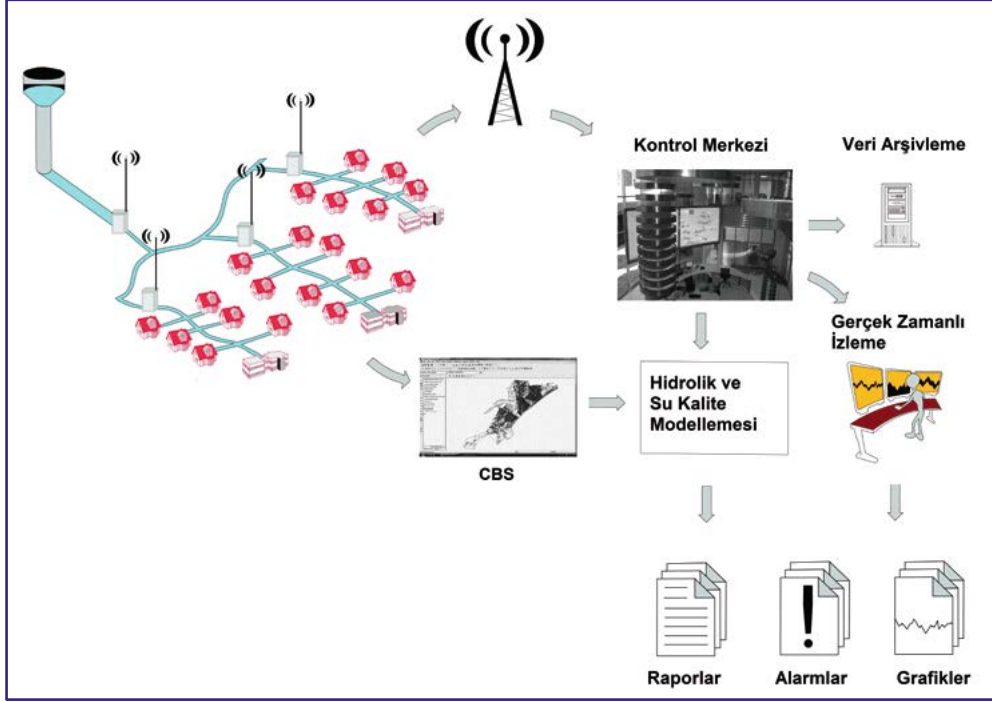 Kontrol Merkezi
Veri Arşivleme
Gerçek Zamanlı
İzleme
Hidrolik ve
Su Kalite
Modellemesi
CBS
Raporlar
Alarmlar
Grafikler